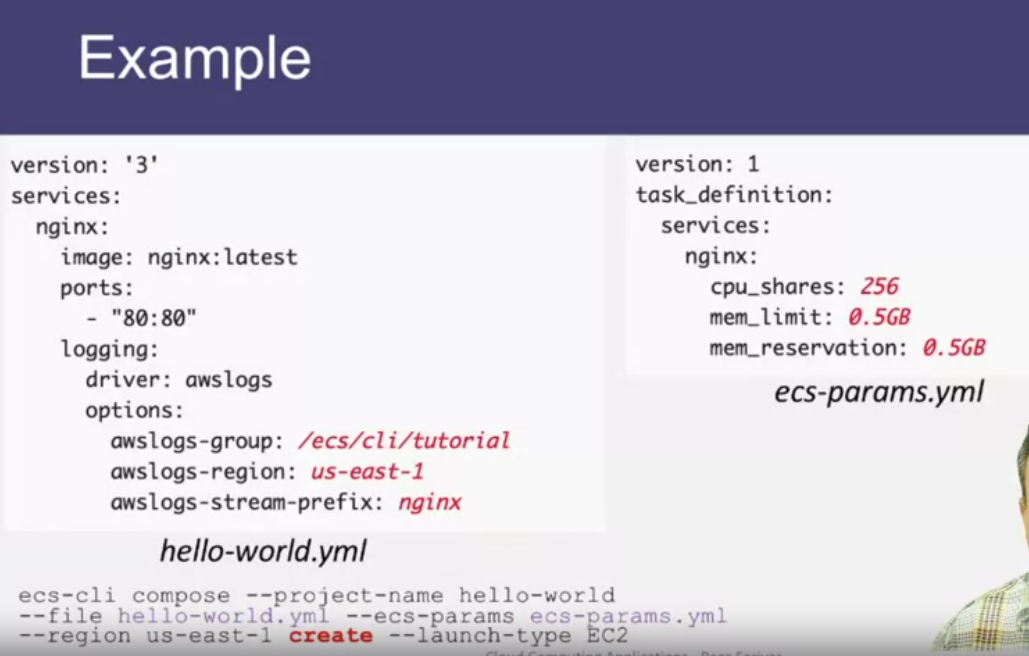 Example
version: '3'
services:
nginx:
image: nginx:latest
ports:
- "80:80"
logging:
driver: awslogs
options:
awslogs-group: /ecs/cli/tutorial
awslogs-region: us-east-1
awslogs-stream-prefix: nginx
hello-world.yml
version: 1
task_definition:
services:
nginx:
cpu_shares: 256
mem_limit: 0.5GB
mem_reservation: 0.5GB
ecs-params.yml
ecs-cli compose --project-name hello-world
--file hello-world.yml --ecs-params ecs-params.yml
--region us-east-1 create --launch-type EC2
Cloud Computing Applications